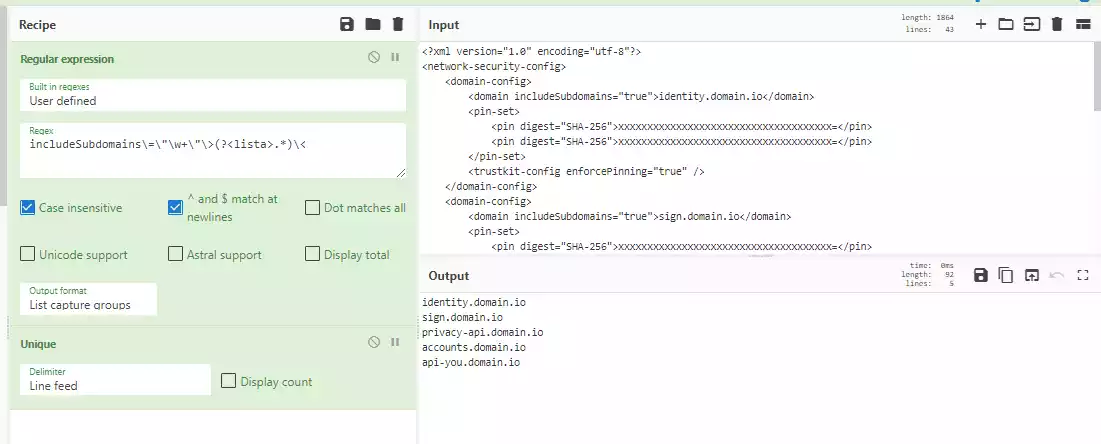 Recipe
Regular expression
Built in regexes
User defined
Regex
includeSubdomains\=\"\w+\"\>(?<lista>.*)\<
Case insensitive
^ and $ match at
newlines
Dot matches all
Unicode support
Astral support
Display total
Output format
List capture groups
Unique
Delimiter
Line feed
Display count
Input
length: 1864
lines: 43
<?xml version="1.0" encoding="utf-8"?>
<network-security-config>
    <domain-config>
        <domain includeSubdomains="true">identity.domain.io</domain>
        <pin-set>
            <pin digest="SHA-256">xxxxxxxxxxxxxxxxxxxxxxxxxxxxxxxxxxxxx=</pin>
            <pin digest="SHA-256">xxxxxxxxxxxxxxxxxxxxxxxxxxxxxxxxxxxxx=</pin>
        </pin-set>
        <trustkit-config enforcePinning="true" />
    </domain-config>
    <domain-config>
        <domain includeSubdomains="true">sign.domain.io</domain>
        <pin-set>
            <pin digest="SHA-256">xxxxxxxxxxxxxxxxxxxxxxxxxxxxxxxxxxxxx=</pin>
Output
time: 0ms
length: 92
lines: 5
identity.domain.io
sign.domain.io
privacy-api.domain.io
accounts.domain.io
api-you.domain.io